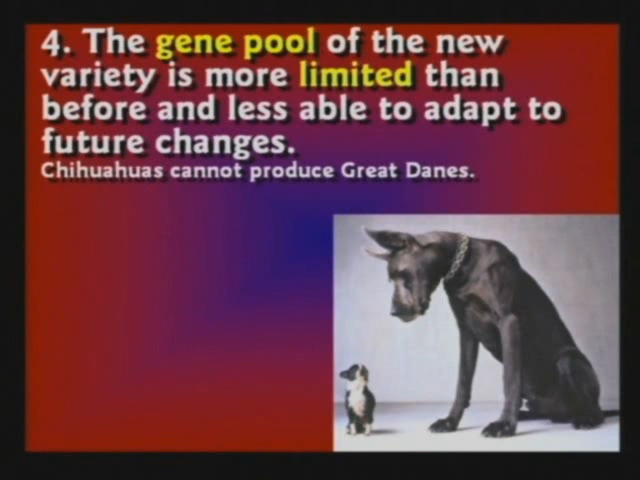 4. The gene pool of the new
variety is more limited than
before and less able to adapt to
future changes.
Chihuahuas cannot produce Great Danes.